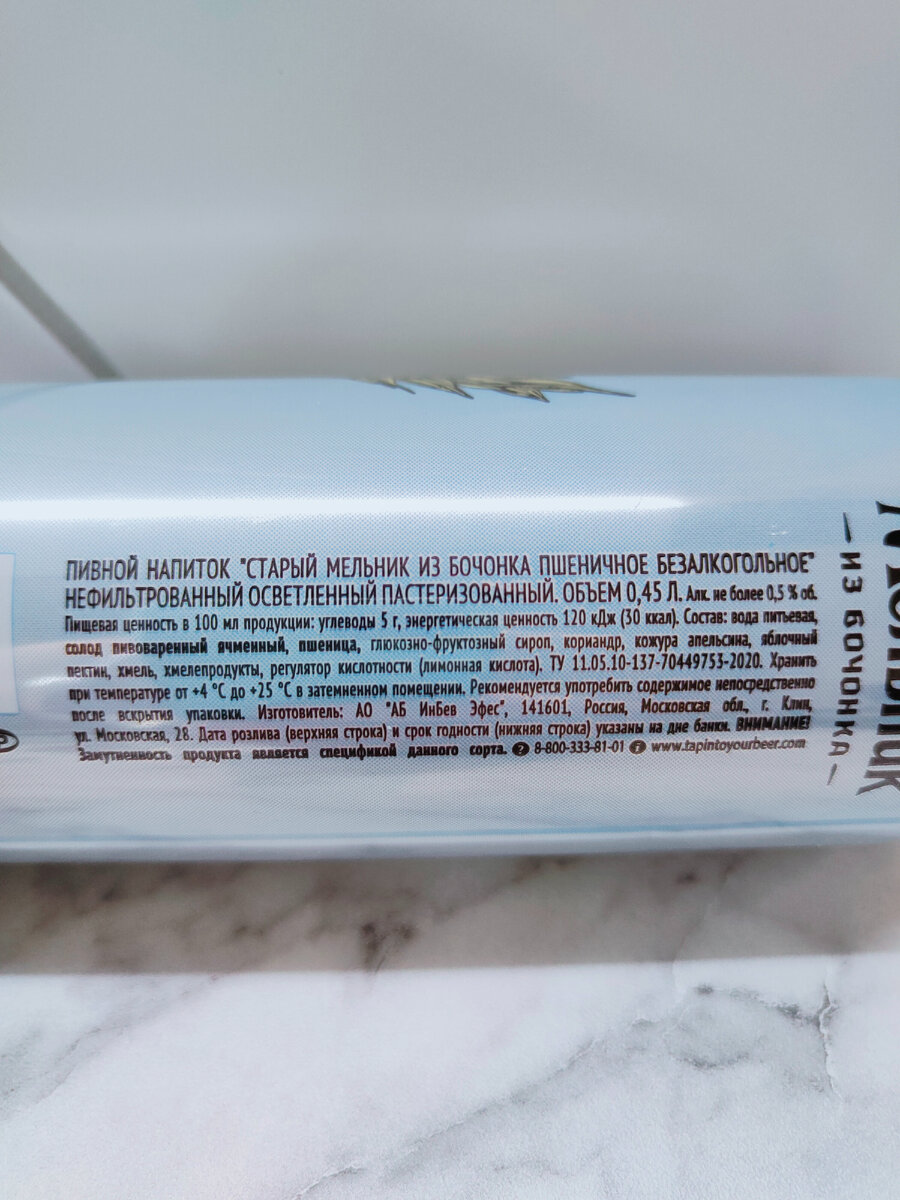 ПИВНОЙ НАПИТОК "СТАРЫЙ МЕЛЬНИК ИЗ БОЧОНКА ПШЕНИЧНОЕ БЕЗАЛКОГОЛЬНОЕ"
НЕФИЛЬТРОВАННЫЙ ОСВЕТЛЕННЫЙ ПАСТЕРИЗОВАННЫЙ. ОБЪЕМ 0,45 Л. Алк. не более 0,5 % об.
Пищевая ценность в 100 мл продукции: углеводы 5 г, энергетическая ценность 120 кДж (30 ккал). Состав: вода питьевая,
солод пивоваренный ячменный, пшеница, глюкозно-фруктозный сироп, кориандр, кожура апельсина, яблочный
пектин, хмель, хмелепродукты, регулятор кислотности (лимонная кислота). ТУ 11.05.10-137-70449753-2020. Хранить
при температуре от +4 °С до +25 °С в затемненном помещении. Рекомендуется употребить содержимое непосредственно
после вскрытия упаковки. Изготовитель: АО "АБ ИнБев Эфес", 141601, Россия, Московская обл., г. Клин,
ул. Московская, 28. Дата розлива (верхняя строка) и срок годности (нижняя строка) указаны на дне банки. ВНИМАНИЕ!
Замутненность продукта является спецификой данного сорта. 8-800-333-81-01 www.tapintoyourbeer.com
– ИЗ БОЧОНКА –